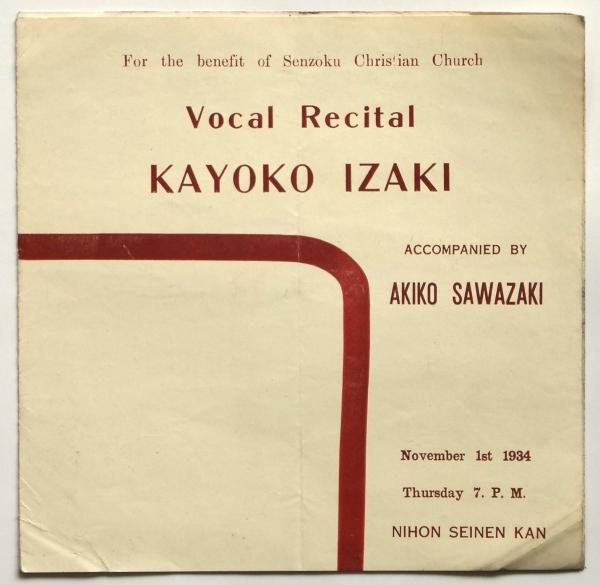 For the benefit of Senzoku Christian Church
Vocal Recital
KAYOKO IZAKI
ACCOMPANIED BY
AKIKO SAWAZAKI
November 1st 1934
Thursday 7. P. M.
NIHON SEINEN KAN